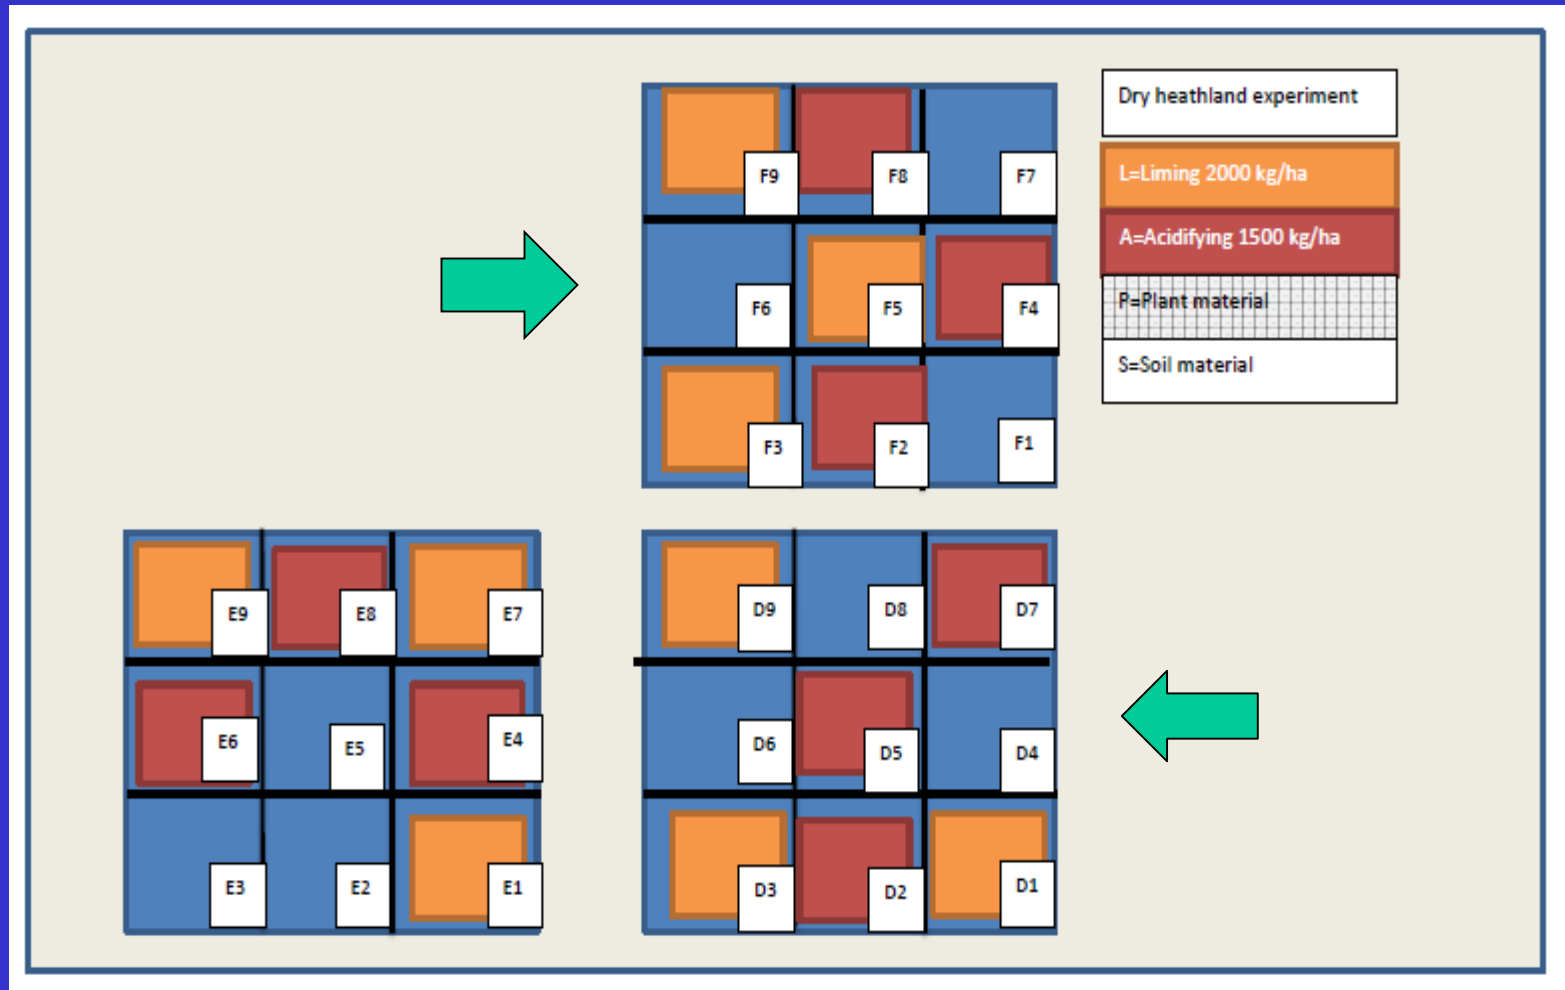 Dry heathland experiment
L=Liming 2000 kg/ha
A=Acidifying 1500 kg/ha
P=Plant material
S=Soil material
F9 F8 F7
F6 F5 F4
F3 F2 F1
E9 E8 E7
E6 E5 E4
E3 E2 E1
D9 D8 D7
D6 D5 D4
D3 D2 D1